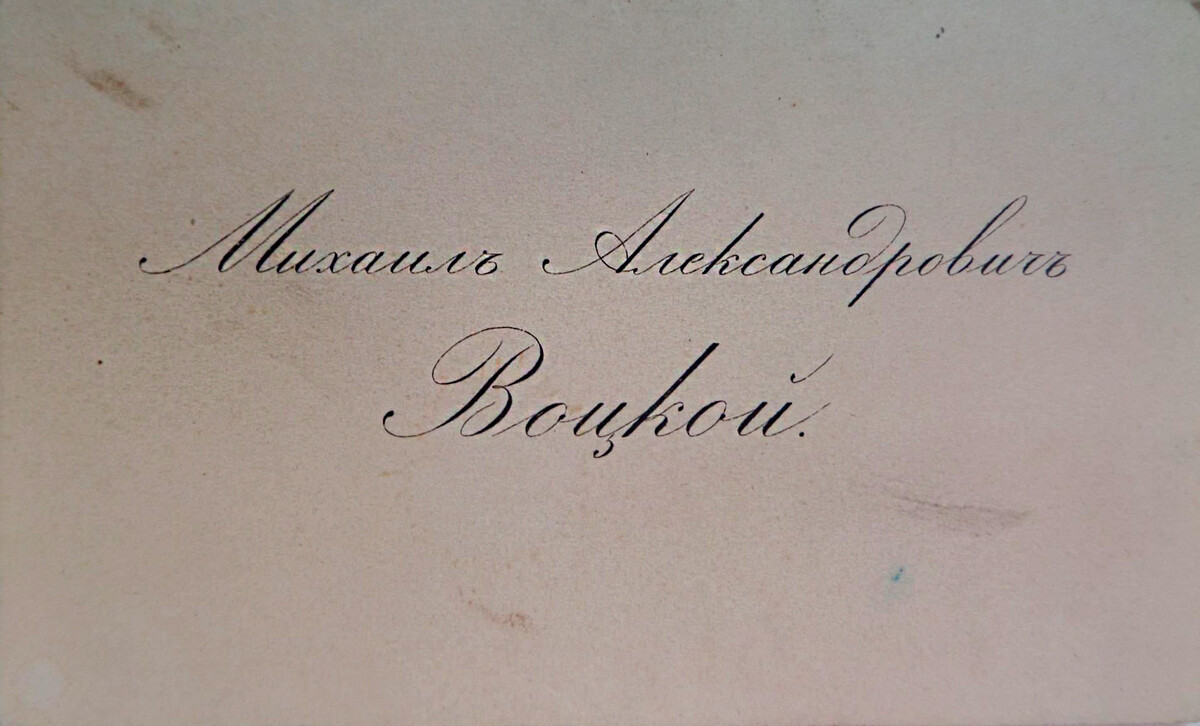 Михаилъ Александровичъ
Воцкой.